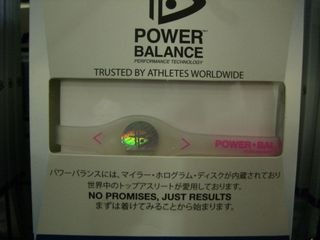 POWER
BALANCE
PERFORMANCE TECHNOLOGY
TRUSTED BY ATHLETES WORLDWIDE
POWER BAL
パワーバランスには、マイラー・ホログラム・ディスクが内蔵されており
世界中のトップアスリートが愛用しております。
NO PROMISES, JUST RESULTS
まずは着けてみることから始まります。